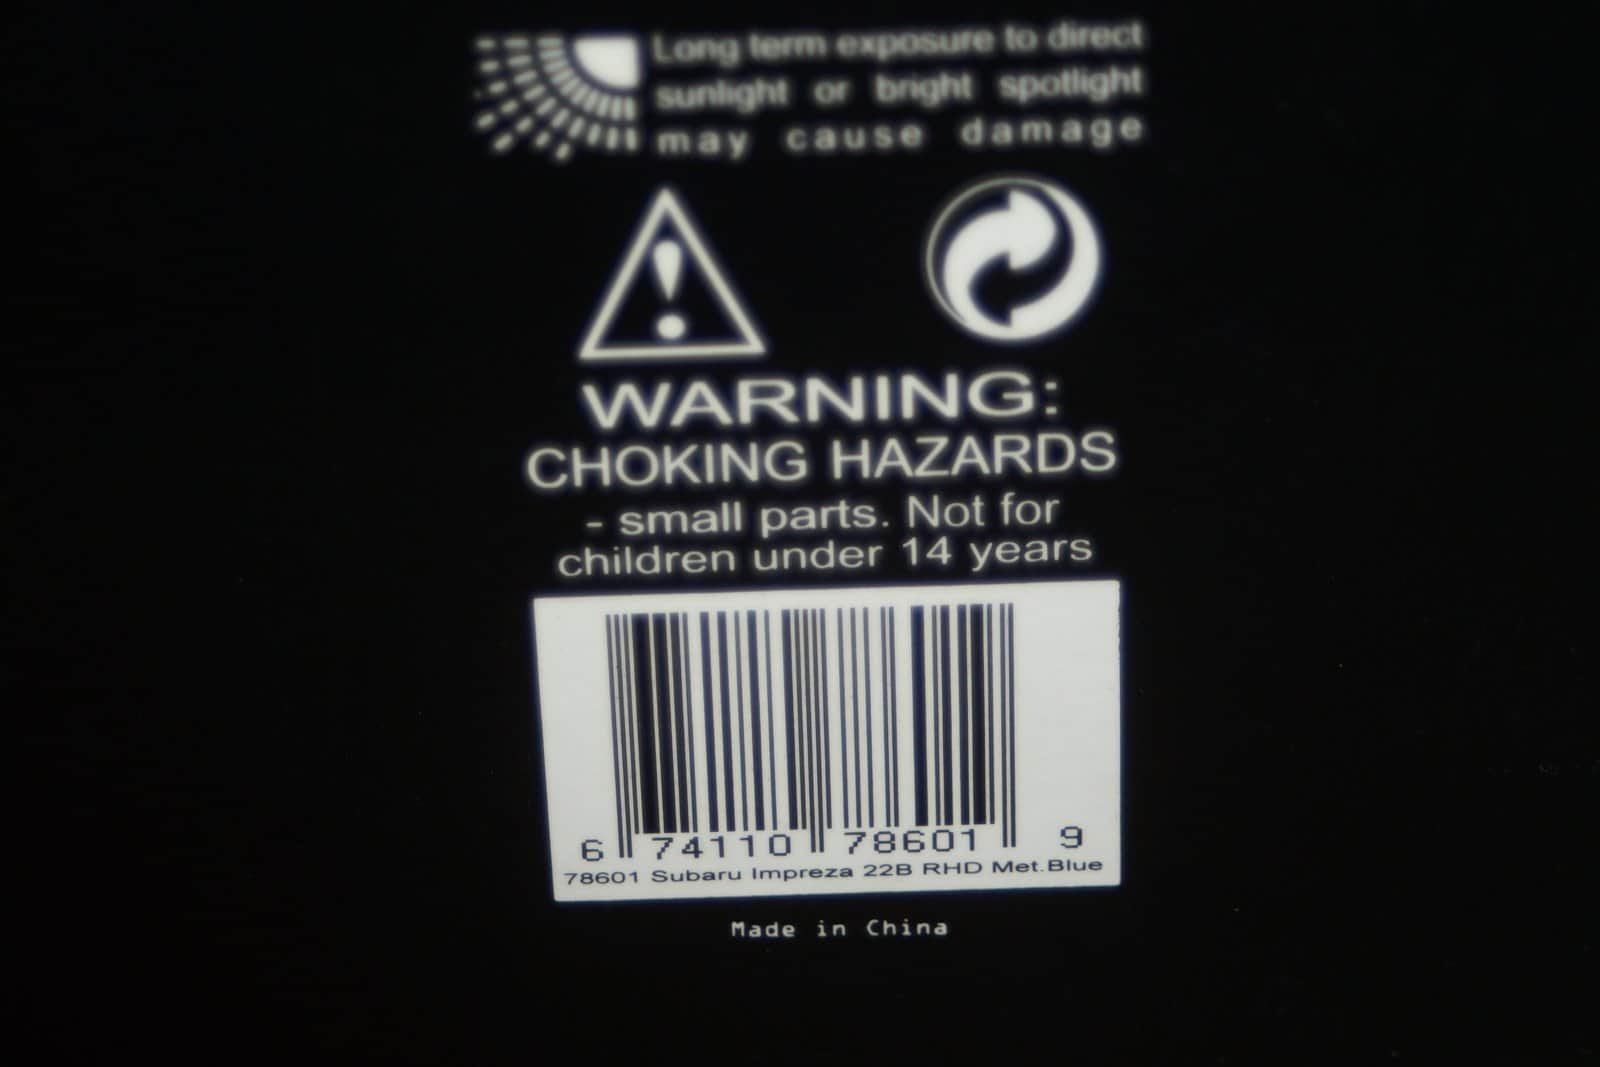 Long term exposure to direct
sunlight or bright spotlight
may cause damage
WARNING:
CHOKING HAZARDS
- small parts. Not for
children under 14 years
6 74110 78601 9
78601 Subaru Impreza 22B RHD Met.Blue
Made in China